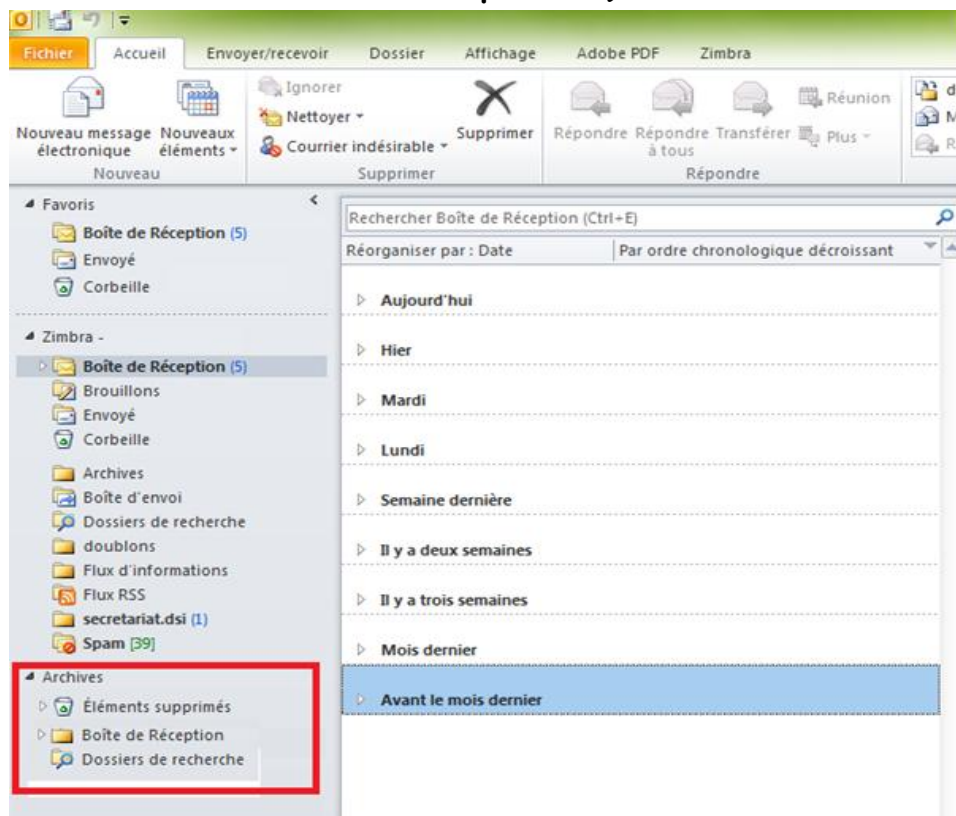 Fichier Accueil Envoyer/recevoir Dossier Affichage Adobe PDF Zimbra
Nouveau message électronique
Nouveaux éléments
Nouveau
Ignorer
Nettoyer
Courrier indésirable
Supprimer
Supprimer
Répondre
Répondre à tous
Transférer
Réunion
Plus
Répondre
Favoris
Boîte de Réception (5)
Envoyé
Corbeille
Zimbra -
Boîte de Réception (5)
Brouillons
Envoyé
Corbeille
Archives
Boîte d'envoi
Dossiers de recherche
doublons
Flux d'informations
Flux RSS
secretariat.dsi (1)
Spam [39]
Archives
Éléments supprimés
Boîte de Réception
Dossiers de recherche
Rechercher Boîte de Réception (Ctrl+E)
Réorganiser par : Date Par ordre chronologique décroissant
Aujourd'hui
Hier
Mardi
Lundi
Semaine dernière
Il y a deux semaines
Il y a trois semaines
Mois dernier
Avant le mois dernier